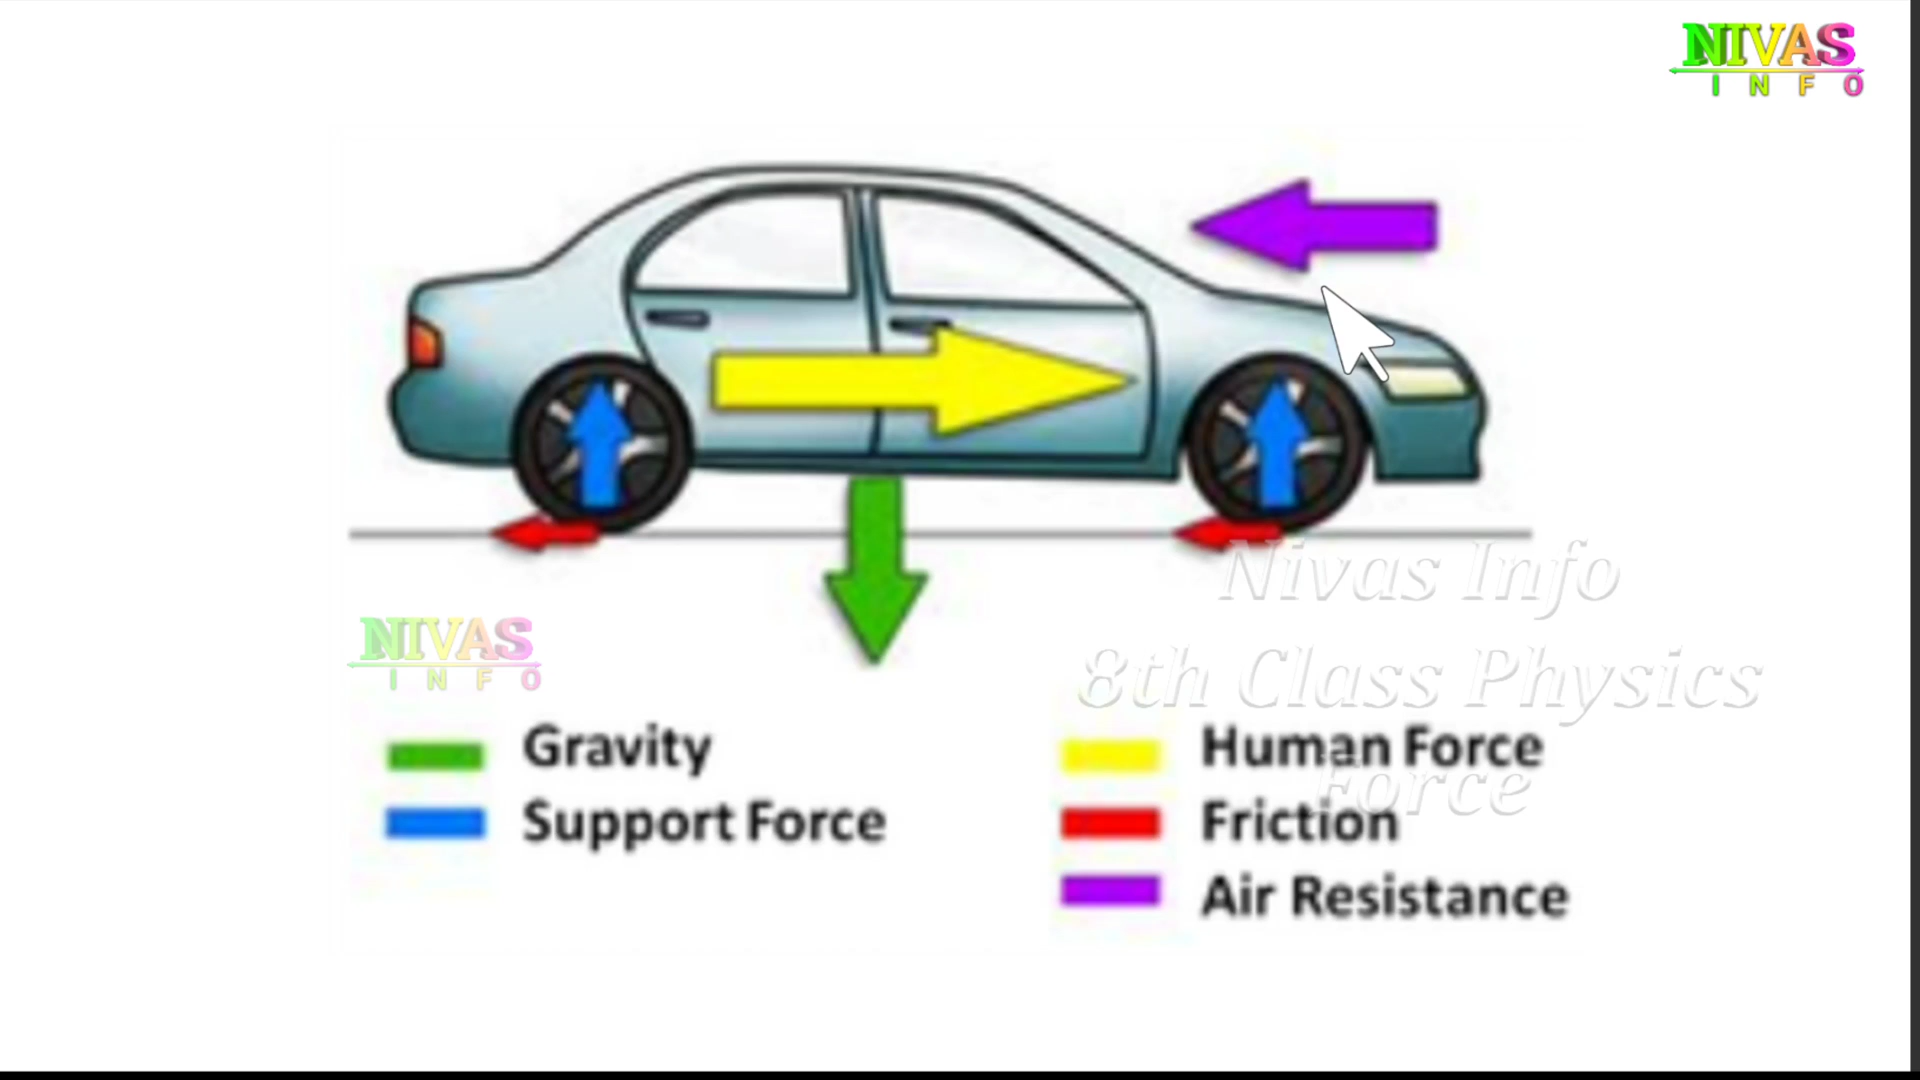 NIVAS
INFO
Nivas Info
8th Class Physics
Force
NIVAS
INFO
Gravity
Support Force
Human Force
Friction
Air Resistance